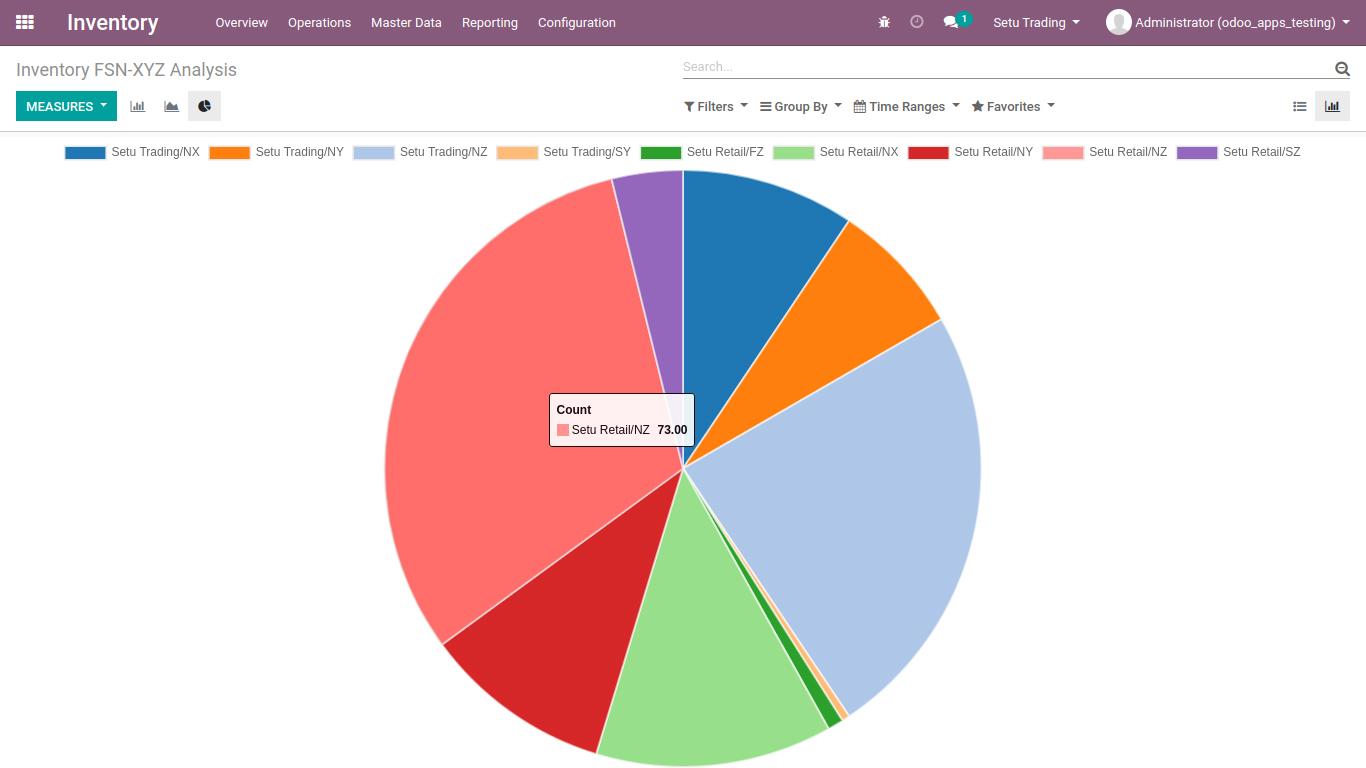 Inventory Overview Operations Master Data Reporting Configuration 1 Setu Trading Administrator (odoo_apps_testing)
Inventory FSN-XYZ Analysis Search...
MEASURES Filters Group By Time Ranges Favorites
Setu Trading/NX Setu Trading/NY Setu Trading/NZ Setu Trading/SY Setu Retail/FZ Setu Retail/NX Setu Retail/NY Setu Retail/NZ Setu Retail/SZ
Count
Setu Retail/NZ 73.00